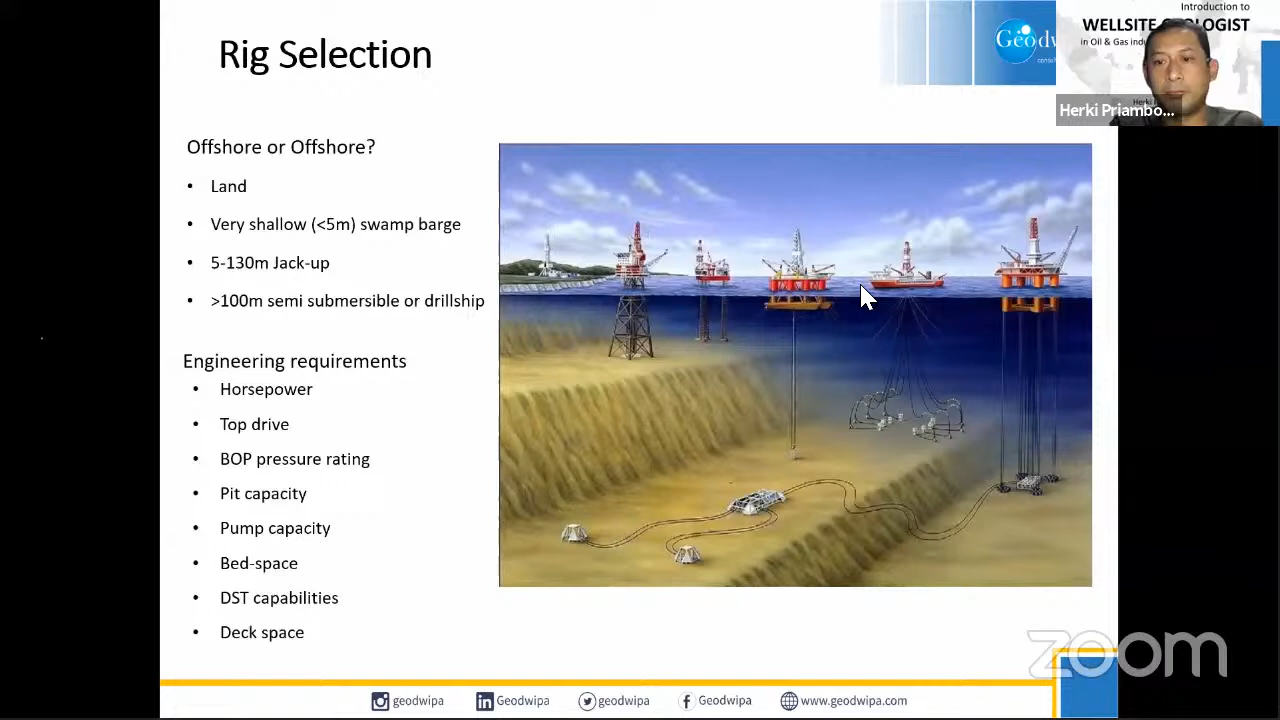 Rig Selection
Introduction to
WELLSITE GEOLOGIST
in Oil & Gas
Herki Priambo...
Offshore or Offshore?
• Land
• Very shallow (<5m) swamp barge
• 5-130m Jack-up
• >100m semi submersible or drillship
Engineering requirements
• Horsepower
• Top drive
• BOP pressure rating
• Pit capacity
• Pump capacity
• Bed-space
• DST capabilities
• Deck space
zoom
geodwipa
Geodwipa
geodwipa
Geodwipa
www.geodwipa.com